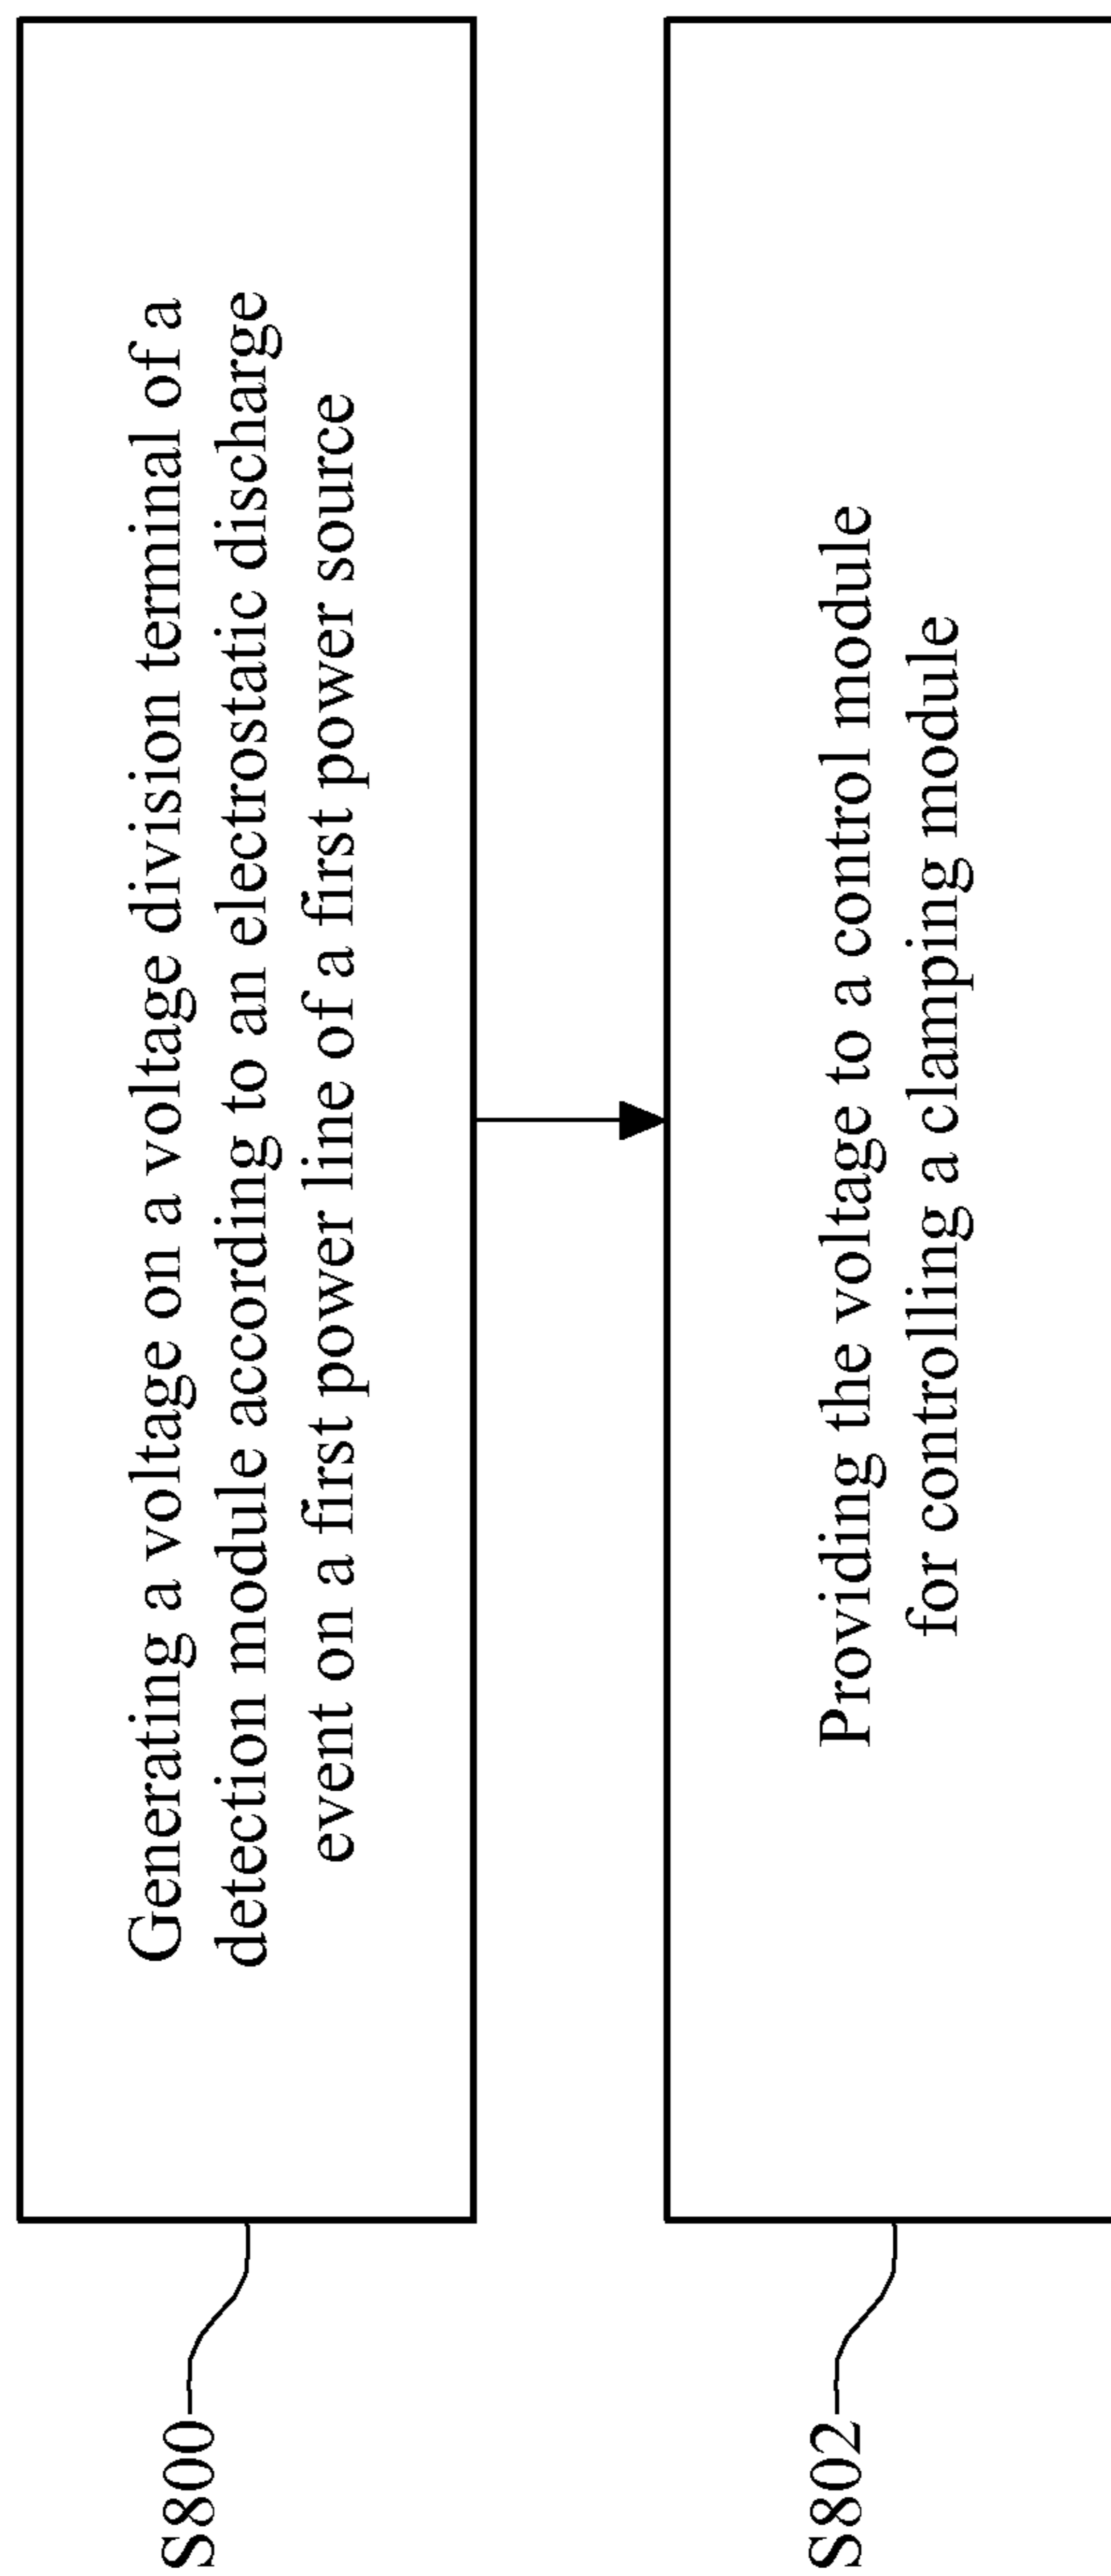 Generating a voltage on a voltage division terminal of a
detection module according to an electrostatic discharge
event on a first power line of a first power source
S800
Providing the voltage to a control module
for controlling a clamping module
S802